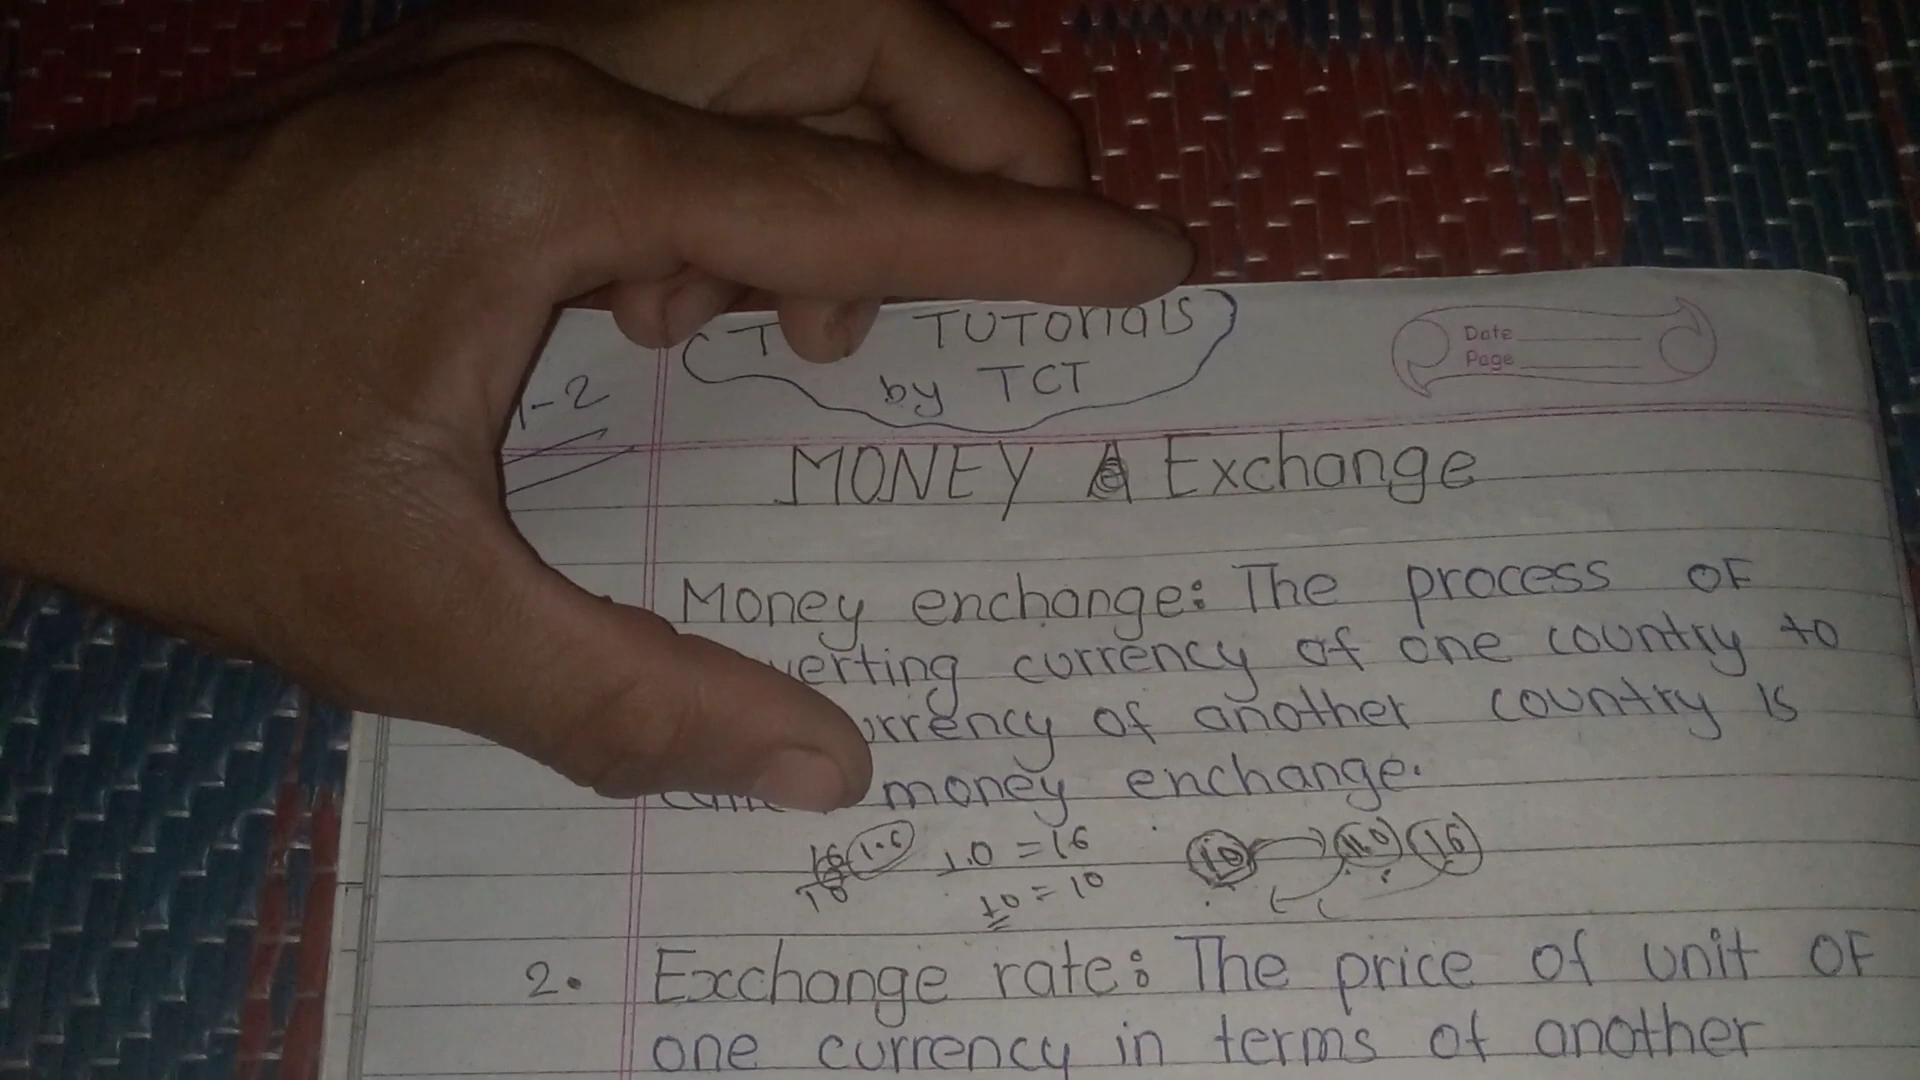 TUTOrials
by TCT
1-2
Date
Page
MONEY Exchange
Money enchange: The process OF
verting currency of one country to
urrency of another country is
money enchange.
1.0 = 16
10 = 10
2. Exchange rate: The price of unit OF
one currency in terms of another